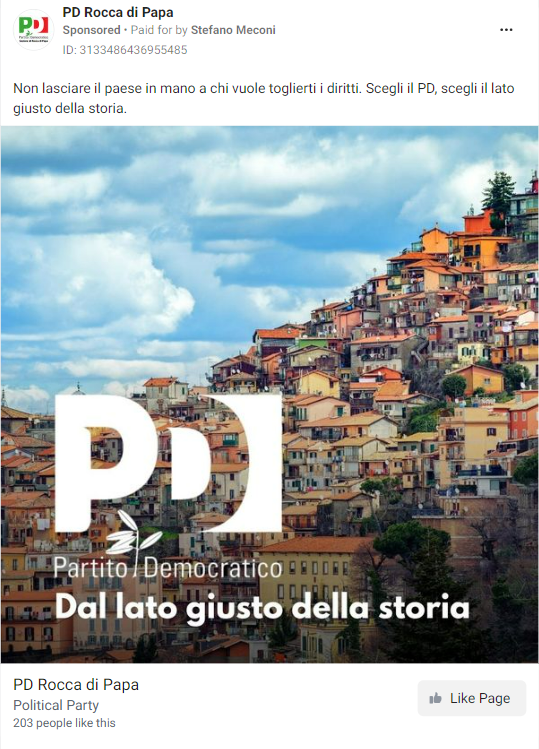 PD Rocca di Papa
Sponsored • Paid for by Stefano Meconi
ID: 3133486436955485
Non lasciare il paese in mano a chi vuole toglierti i diritti. Scegli il PD, scegli il lato
giusto della storia.
PD
Partito Democratico
Dal lato giusto della storia
PD Rocca di Papa
Political Party
203 people like this
Like Page